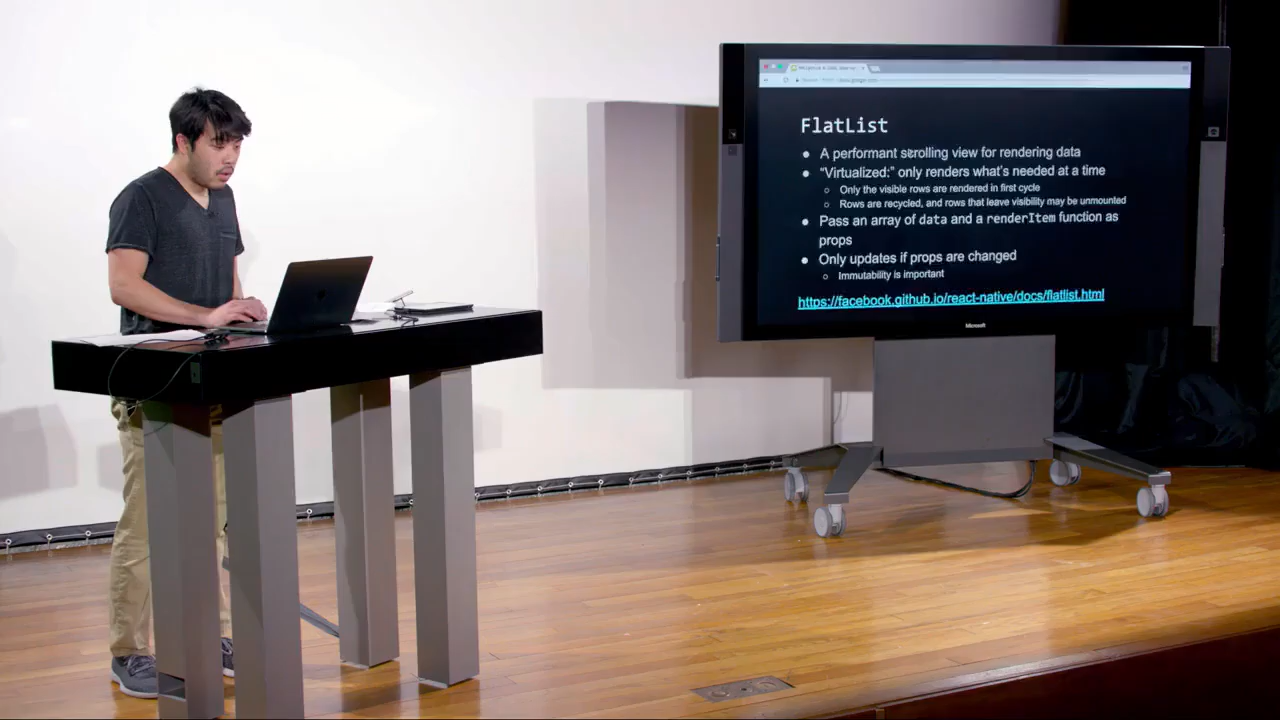 FlatList
● A performant scrolling view for rendering data
● “Virtualized:” only renders what’s needed at a time
○ Only the visible rows are rendered in first cycle
○ Rows are recycled, and rows that leave visibility may be unmounted
● Pass an array of data and a renderItem function as
props
● Only updates if props are changed
○ Immutability is important
https://facebook.github.io/react-native/docs/flatlist.html
Microsoft